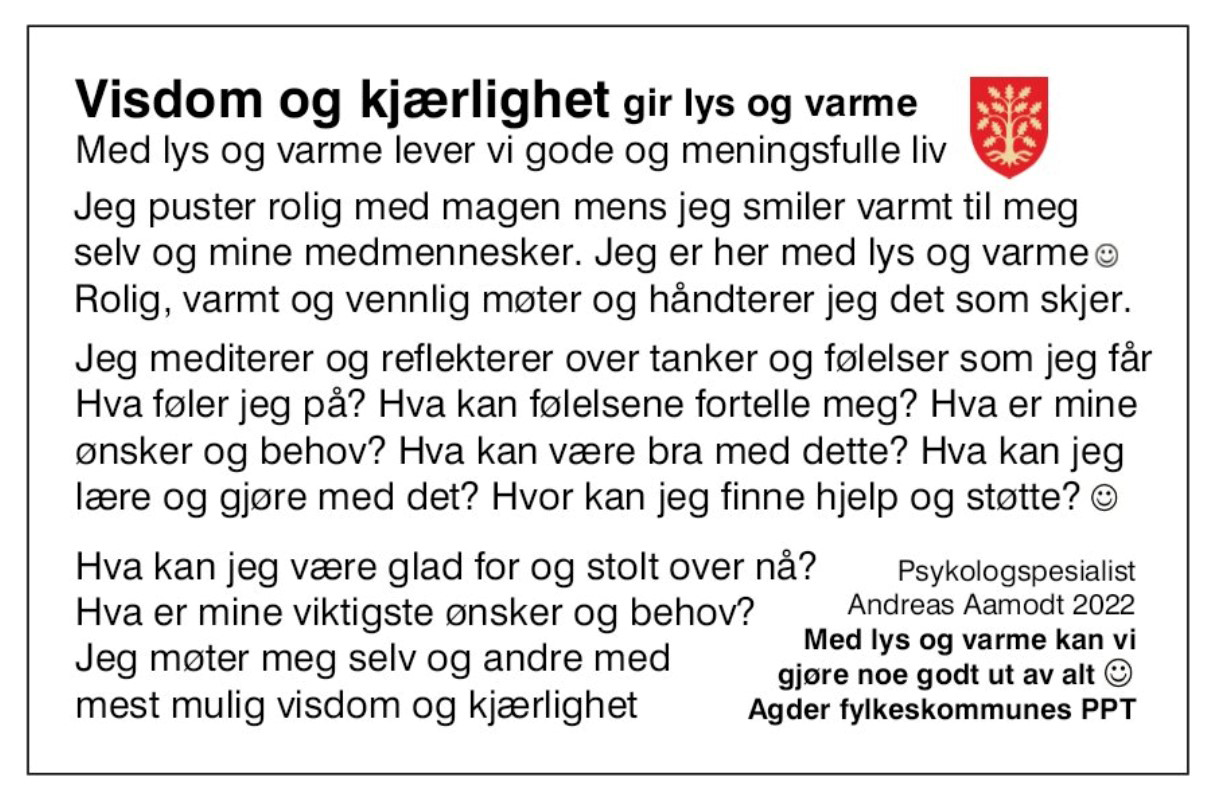 Visdom og kjærlighet gir lys og varme
Med lys og varme lever vi gode og meningsfulle liv
Jeg puster rolig med magen mens jeg smiler varmt til meg
selv og mine medmennesker. Jeg er her med lys og varme☺
Rolig, varmt og vennlig møter og håndterer jeg det som skjer.
Jeg mediterer og reflekterer over tanker og følelser som jeg får
Hva føler jeg på? Hva kan følelsene fortelle meg? Hva er mine
ønsker og behov? Hva kan være bra med dette? Hva kan jeg
lære og gjøre med det? Hvor kan jeg finne hjelp og støtte? ☺
Hva kan jeg være glad for og stolt over nå?
Hva er mine viktigste ønsker og behov?
Jeg møter meg selv og andre med
mest mulig visdom og kjærlighet
Psykologspesialist
Andreas Aamodt 2022
Med lys og varme kan vi
gjøre noe godt ut av alt ☺
Agder fylkeskommunes PPT